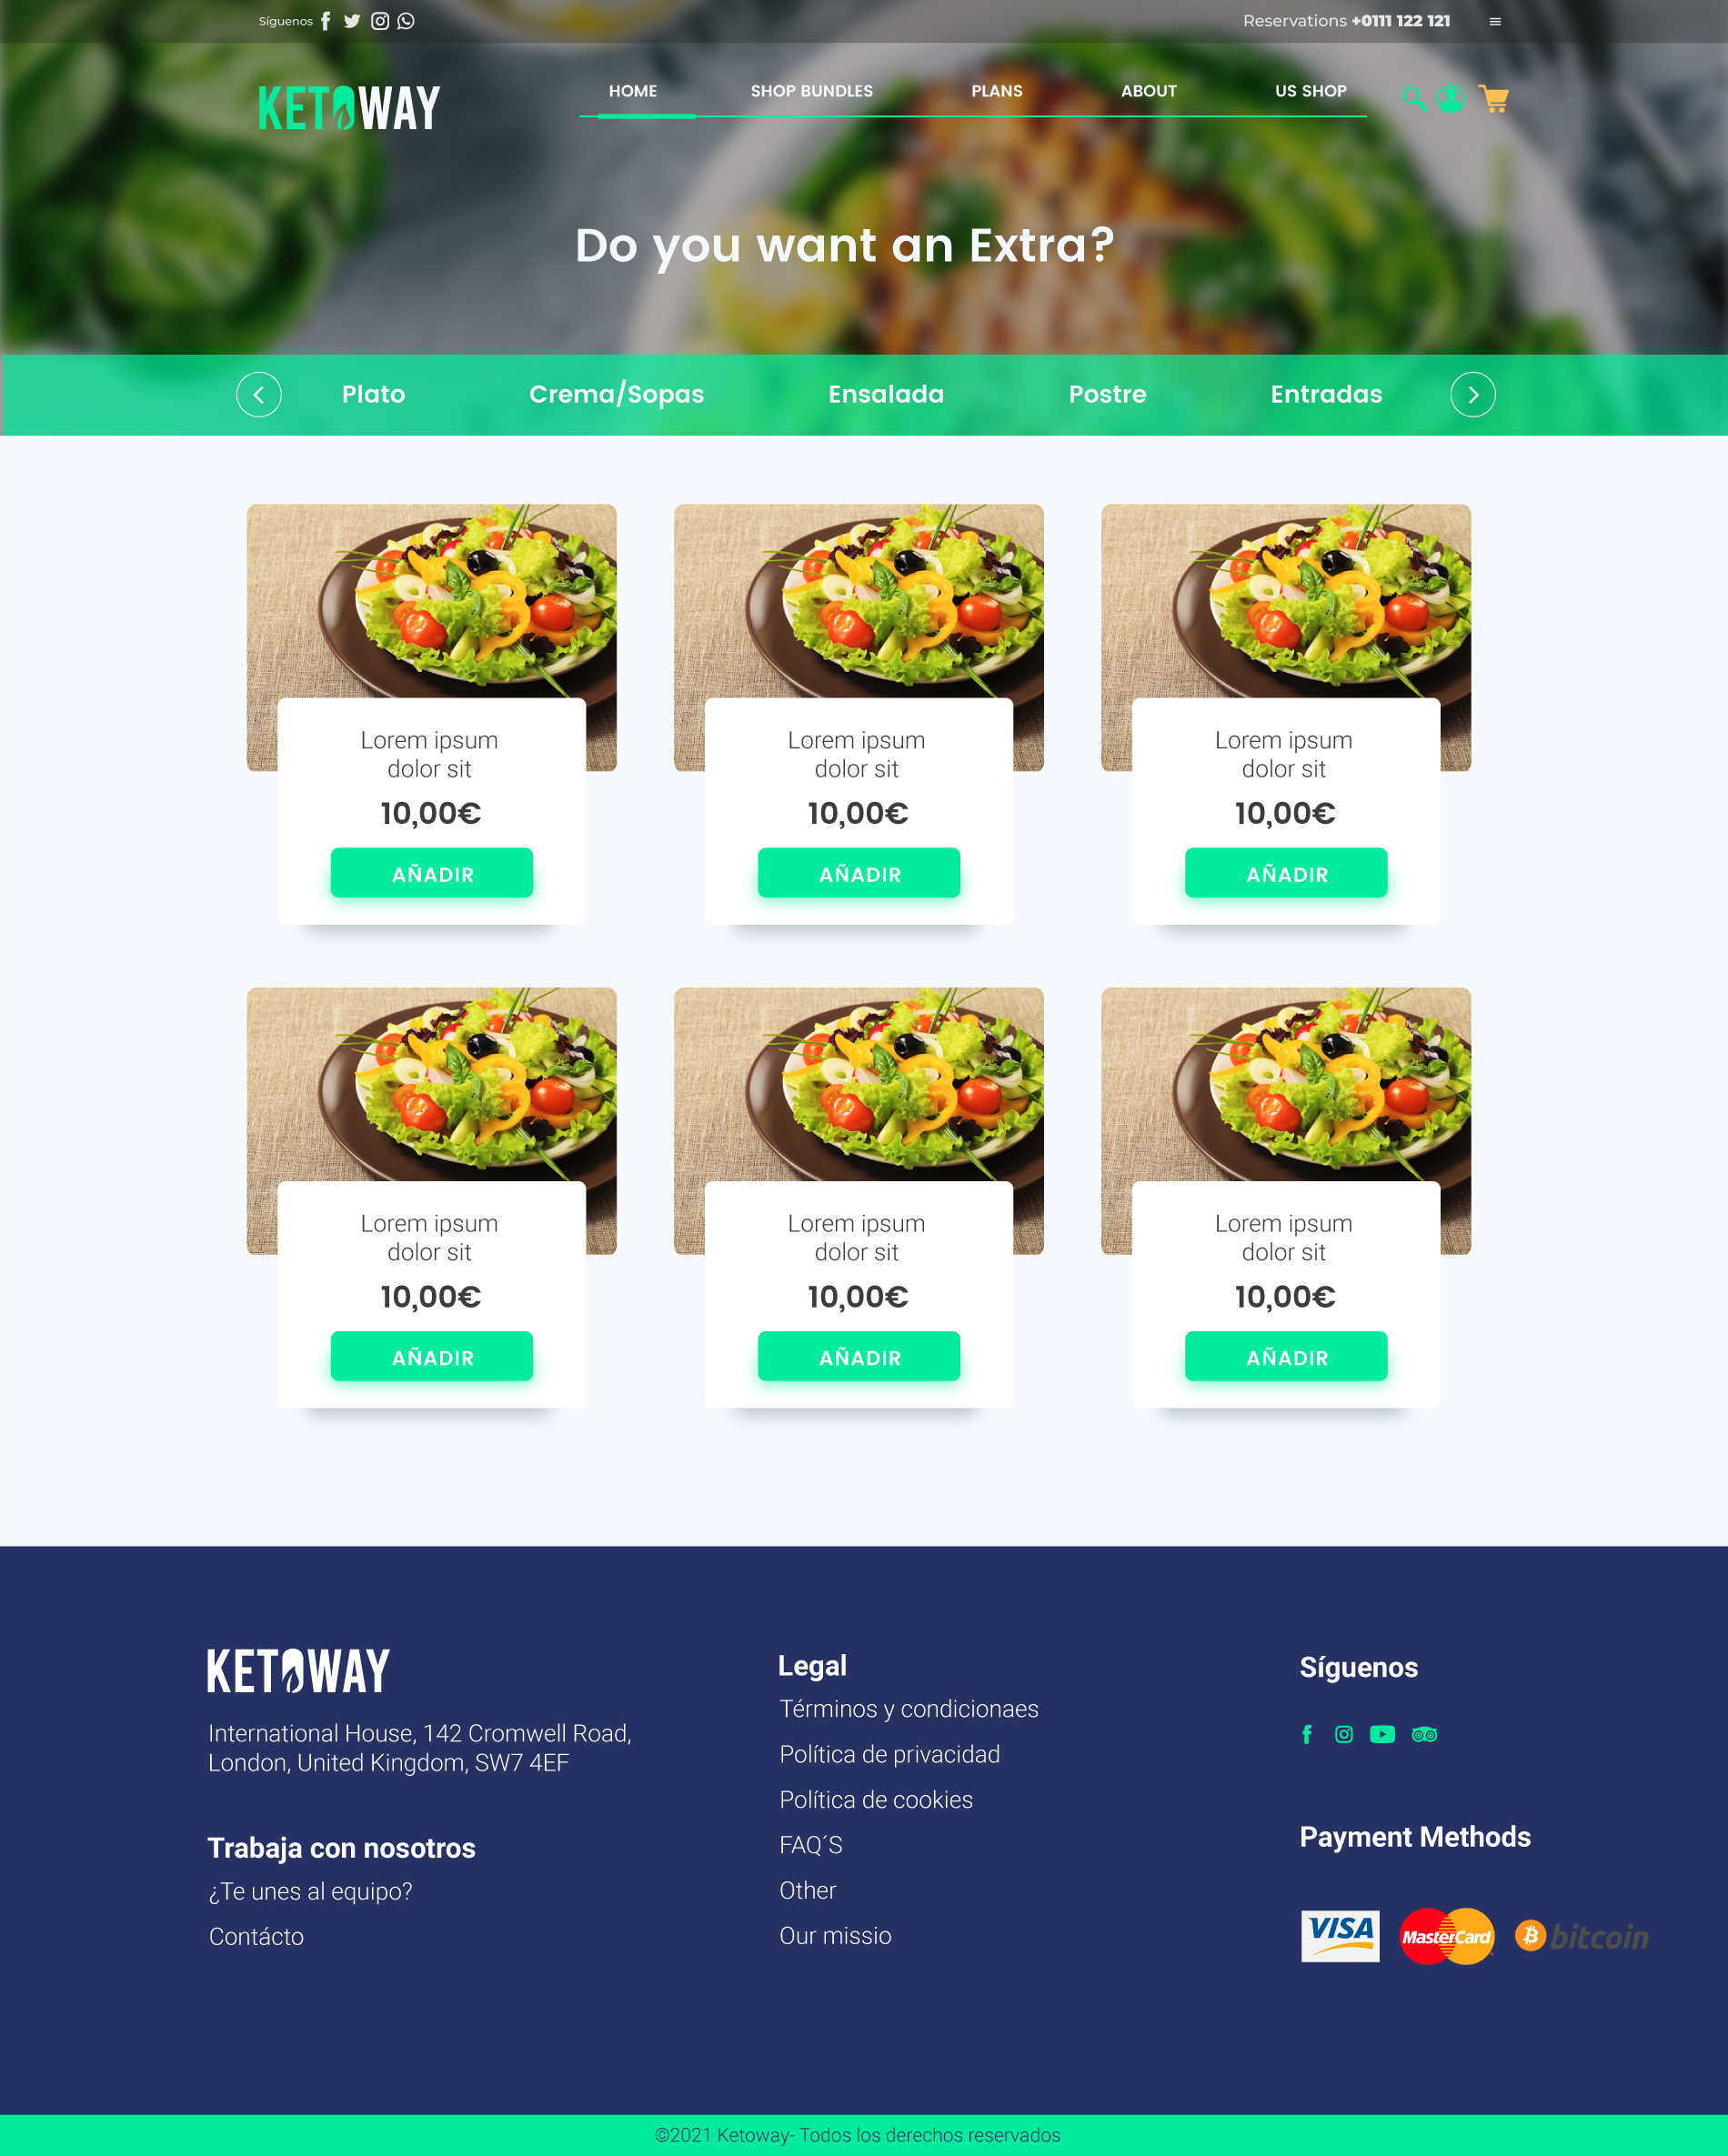 Síguenos
Reservations +0111 122 121
KETOWAY
HOME SHOP BUNDLES PLANS ABOUT US SHOP
Do you want an Extra?
Plato Crema/Sopas Ensalada Postre Entradas
Lorem ipsum
dolor sit
10,00€
AÑADIR
Lorem ipsum
dolor sit
10,00€
AÑADIR
Lorem ipsum
dolor sit
10,00€
AÑADIR
Lorem ipsum
dolor sit
10,00€
AÑADIR
Lorem ipsum
dolor sit
10,00€
AÑADIR
Lorem ipsum
dolor sit
10,00€
AÑADIR
KETOWAY
International House, 142 Cromwell Road,
London, United Kingdom, SW7 4EF
Trabaja con nosotros
¿Te unes al equipo?
Contácto
Legal
Términos y condicionaes
Política de privacidad
Política de cookies
FAQ´S
Other
Our missio
Síguenos
Payment Methods
VISA MasterCard bitcoin
©2021 Ketoway- Todos los derechos reservados